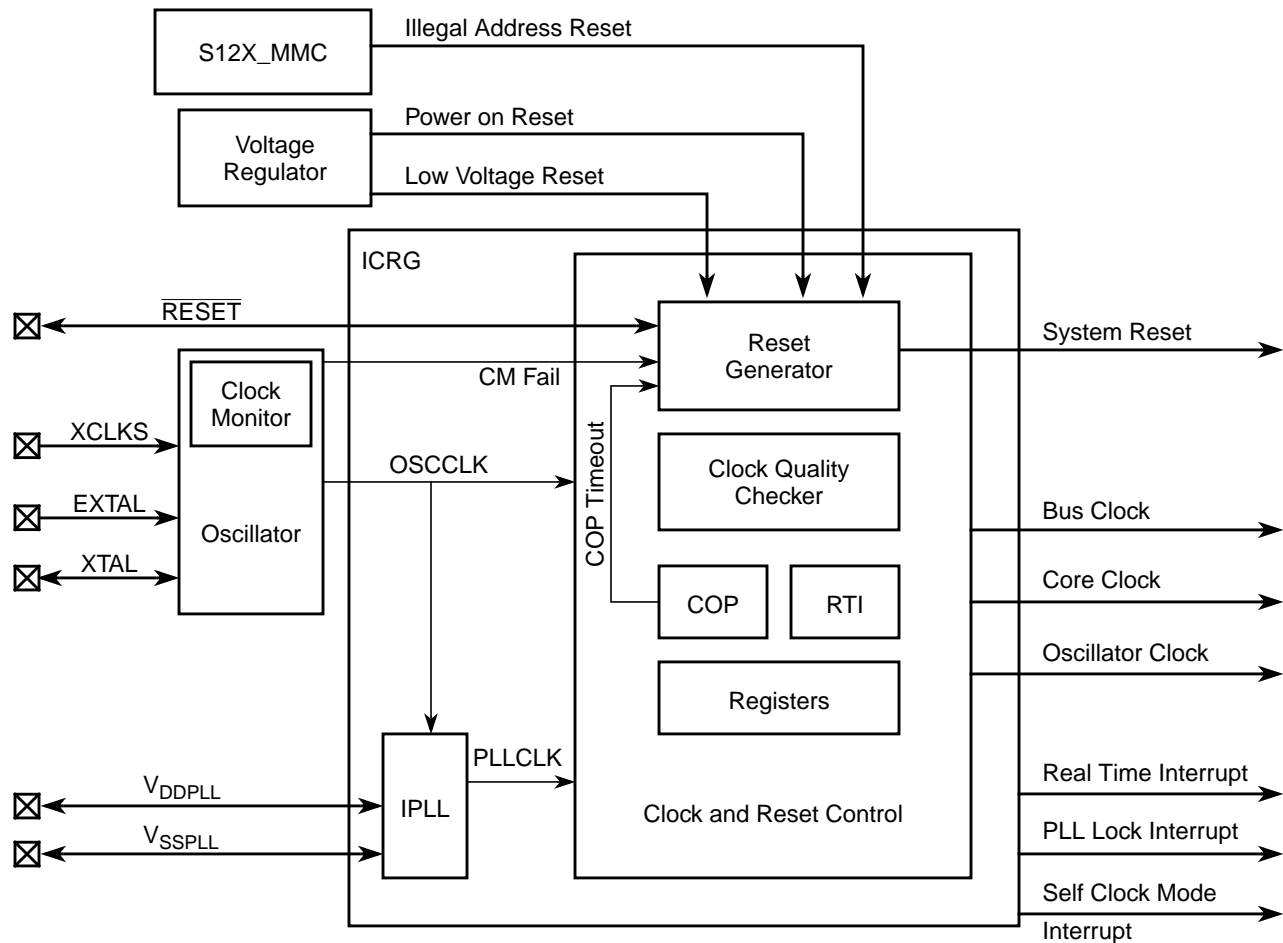 Illegal Address Reset
S12X_MMC
Power on Reset
Voltage
Regulator
Low Voltage Reset
ICRG
RESET
Reset
Generator
System Reset
CM Fail
Clock
Monitor
XCLKS
OSCCLK
COP Timeout
Clock Quality
Checker
EXTAL
Oscillator
Bus Clock
XTAL
COP
RTI
Core Clock
Oscillator Clock
Registers
PLLCLK
VDDPLL
IPLL
Clock and Reset Control
Real Time Interrupt
VSSPLL
PLL Lock Interrupt
Self Clock Mode
Interrupt